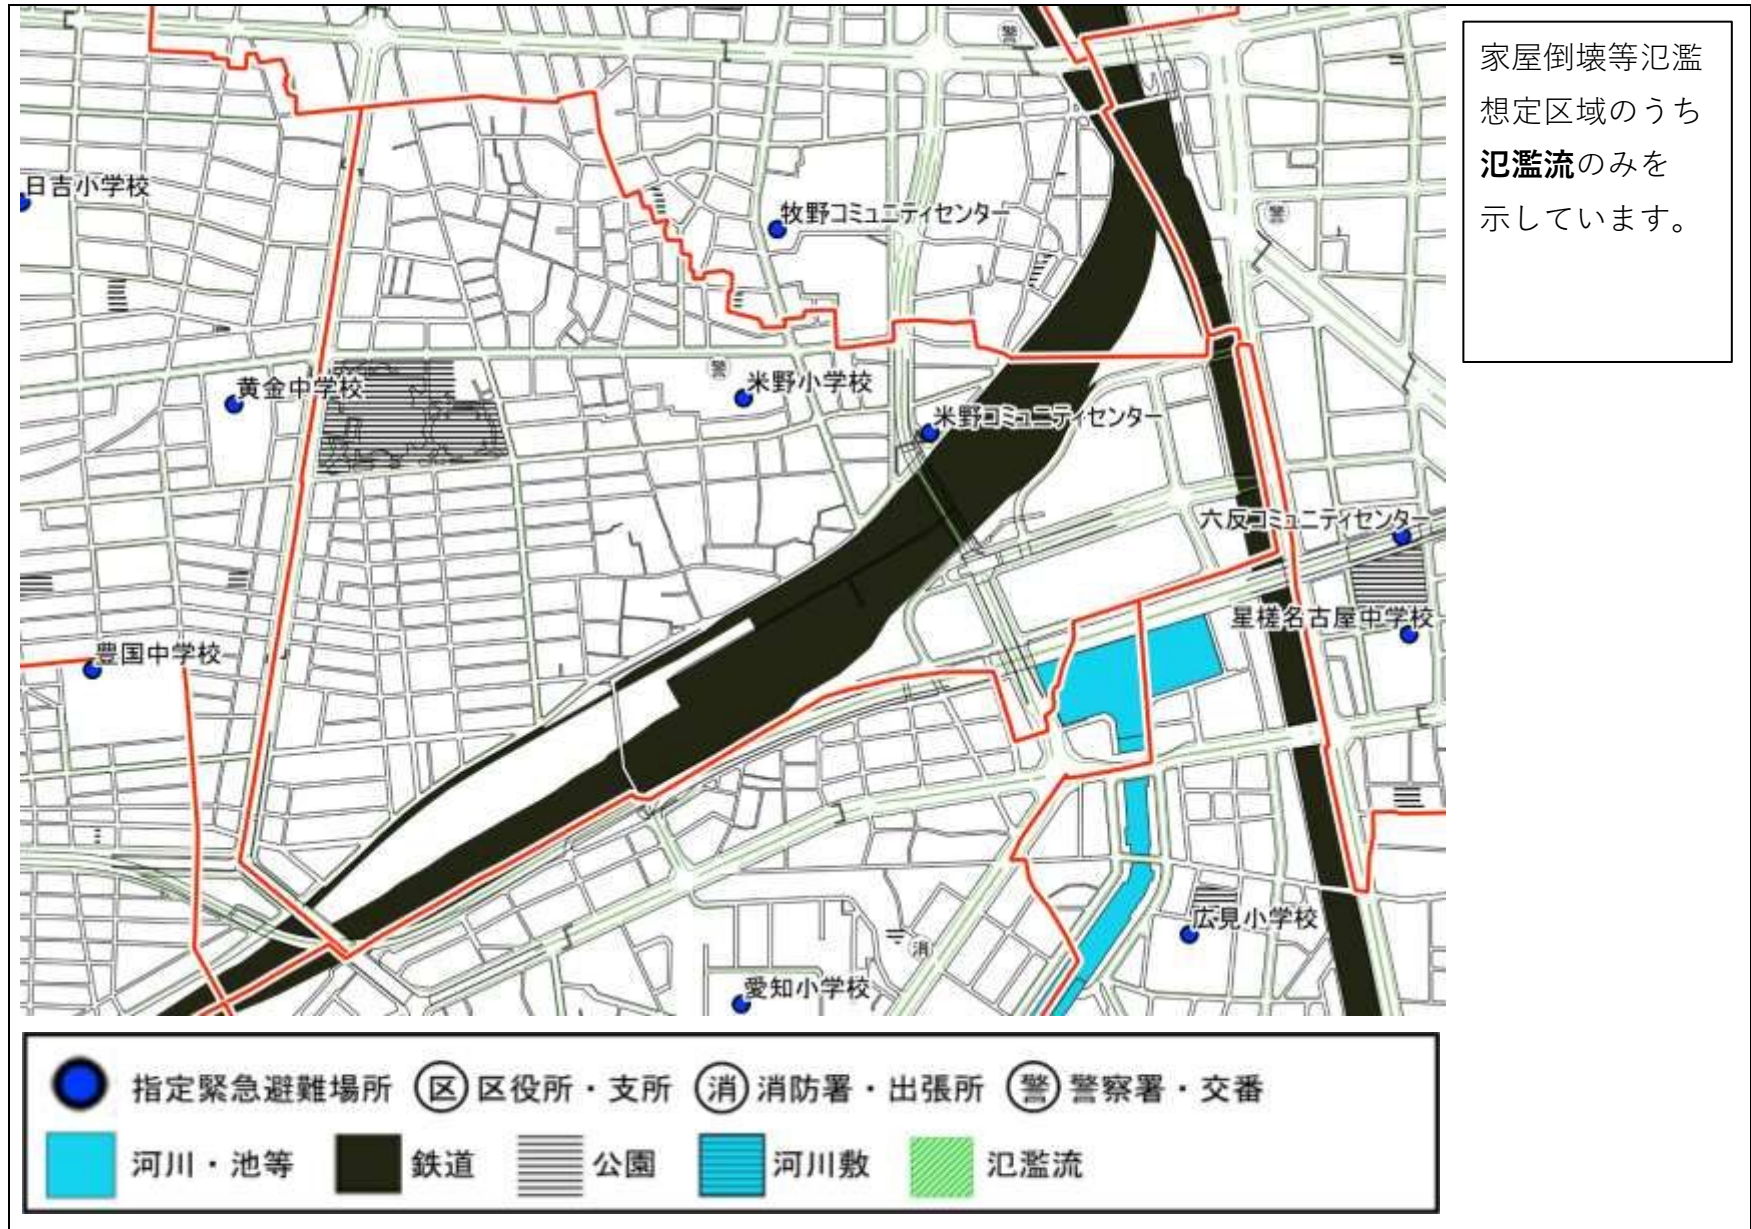 家屋倒壊等氾濫
想定区域のうち
氾濫流のみを
示しています。
警
日吉小学校
牧野コミュニティセンター
警
警
黄金中学校
米野小学校
米野コミュニティセンター
六反コミュニティセンター
星槎名古屋中学校
豊国中学校
広見小学校
消
愛知小学校
指定緊急避難場所 区 区役所・支所 消 消防署・出張所 警 警察署・交番
河川・池等 鉄道 公園 河川敷 氾濫流